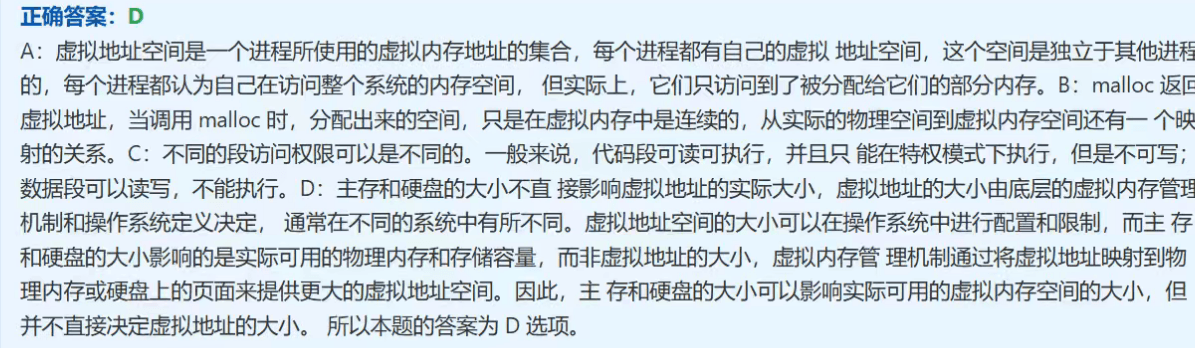 正确答案：D
A：虚拟地址空间是一个进程所使用的虚拟内存地址的集合，每个进程都有自己的虚拟 地址空间，这个空间是独立于其他进程
的，每个进程都认为自己在访问整个系统的内存空间， 但实际上，它们只访问到了被分配给它们的部分内存。B：malloc 返回
虚拟地址，当调用 malloc 时，分配出来的空间，只是在虚拟内存中是连续的，从实际的物理空间到虚拟内存空间还有一 个映
射的关系。C：不同的段访问权限可以是不同的。一般来说，代码段可读可执行，并且只 能在特权模式下执行，但是不可写；
数据段可以读写，不能执行。D：主存和硬盘的大小不直 接影响虚拟地址的实际大小，虚拟地址的大小由底层的虚拟内存管理
机制和操作系统定义决定， 通常在不同的系统中有所不同。虚拟地址空间的大小可以在操作系统中进行配置和限制，而主 存
和硬盘的大小影响的是实际可用的物理内存和存储容量，而非虚拟地址的大小，虚拟内存管 理机制通过将虚拟地址映射到物
理内存或硬盘上的页面来提供更大的虚拟地址空间。因此，主 存和硬盘的大小可以影响实际可用的虚拟内存空间的大小，但
并不直接决定虚拟地址的大小。 所以本题的答案为 D 选项。